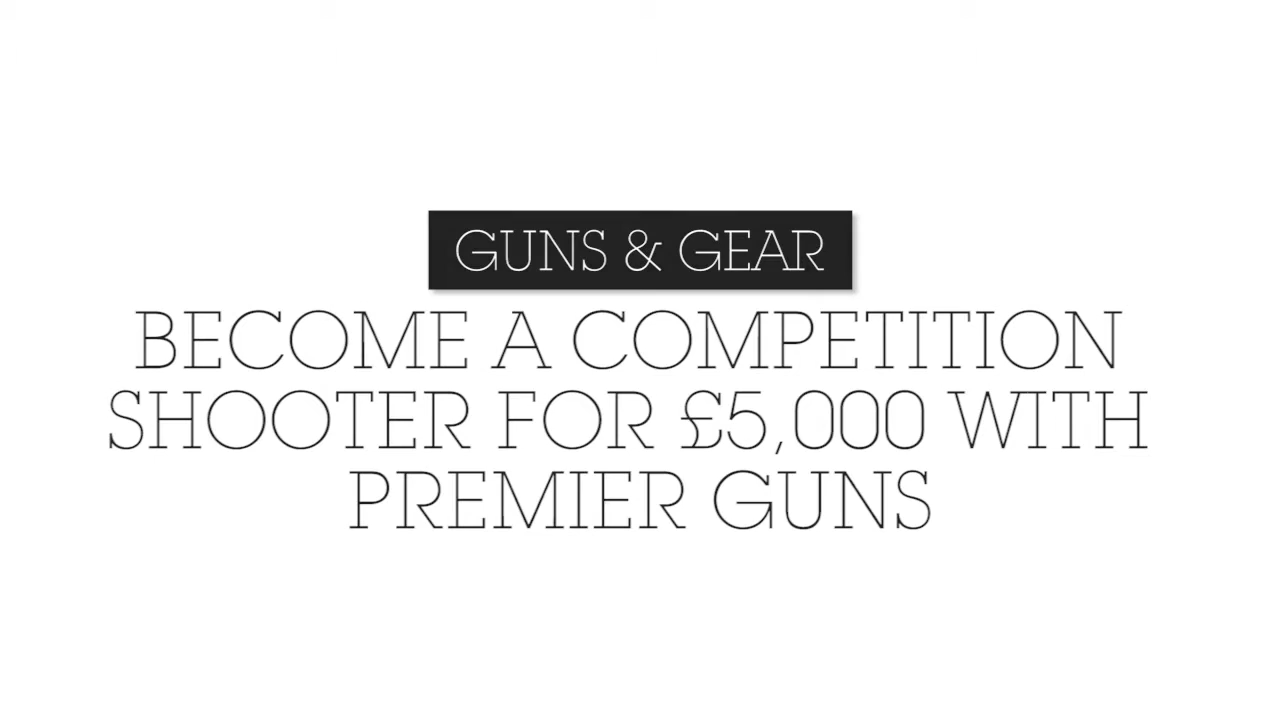 GUNS & GEAR
BECOME A COMPETITION
SHOOTER FOR £5,000 WITH
PREMIER GUNS